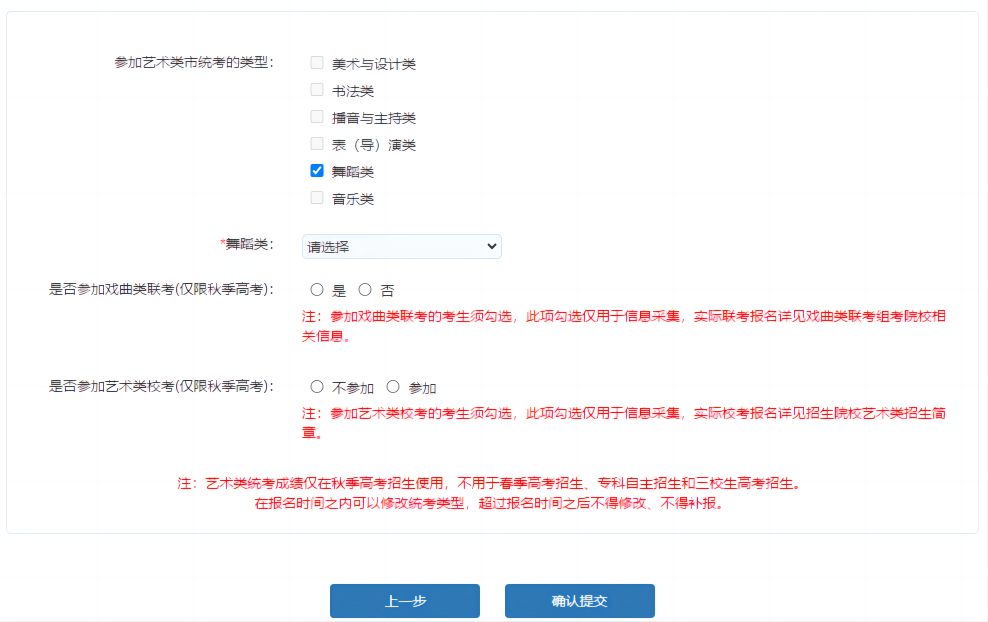 参加艺术类市统考的类型：
美术与设计类
书法类
播音与主持类
表（导）演类
舞蹈类
音乐类
*舞蹈类：
请选择
是否参加戏曲类联考(仅限秋季高考)：
是 否
注：参加戏曲类联考的考生须勾选，此项勾选仅用于信息采集，实际联考报名详见戏曲类联考组考院校相
关信息。
是否参加艺术类校考(仅限秋季高考)：
不参加 参加
注：参加艺术类校考的考生须勾选，此项勾选仅用于信息采集，实际校考报名详见招生院校艺术类招生简
章。
注：艺术类统考成绩仅在秋季高考招生使用，不用于春季高考招生、专科自主招生和三校生高考招生。
在报名时间之内可以修改统考类型，超过报名时间之后不得修改、不得补报。
上一步
确认提交